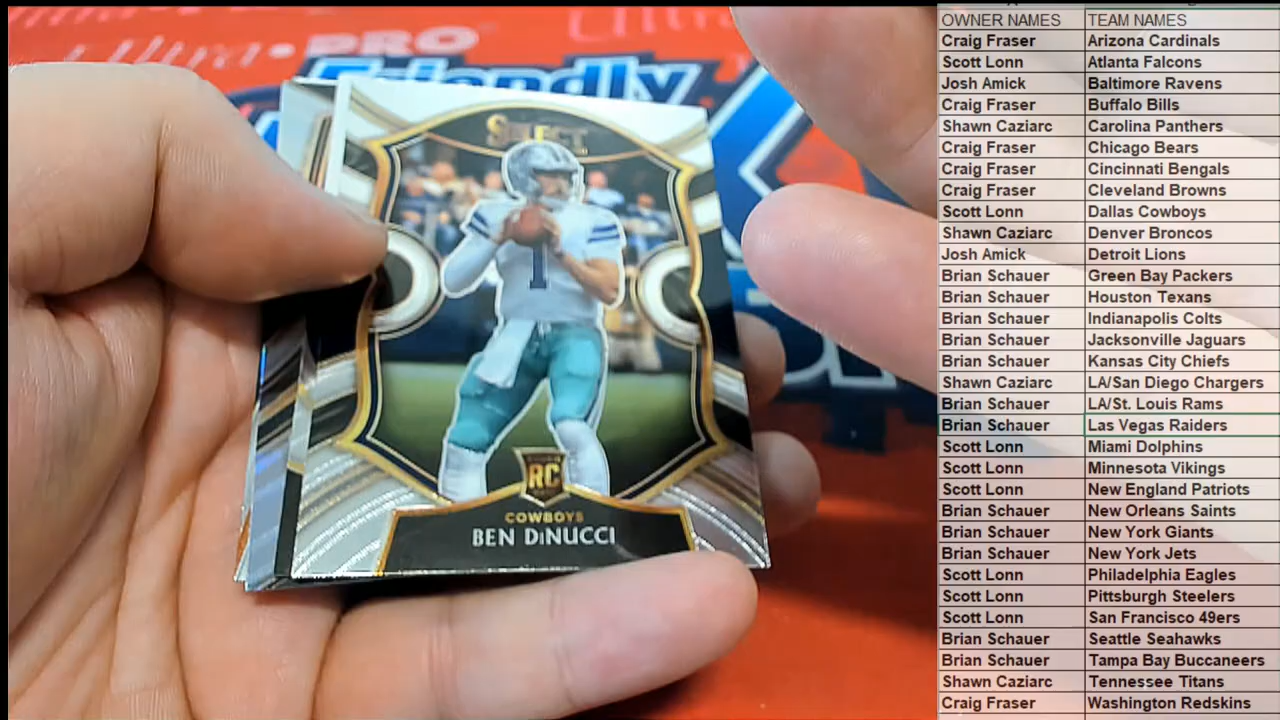 Ultra•PRO
Friendly
SELECT
1
RC
COWBOYS
BEN DiNUCCI
OWNER NAMES TEAM NAMES
Craig Fraser Arizona Cardinals
Scott Lonn Atlanta Falcons
Josh Amick Baltimore Ravens
Craig Fraser Buffalo Bills
Shawn Caziarc Carolina Panthers
Craig Fraser Chicago Bears
Craig Fraser Cincinnati Bengals
Craig Fraser Cleveland Browns
Scott Lonn Dallas Cowboys
Shawn Caziarc Denver Broncos
Josh Amick Detroit Lions
Brian Schauer Green Bay Packers
Brian Schauer Houston Texans
Brian Schauer Indianapolis Colts
Brian Schauer Jacksonville Jaguars
Brian Schauer Kansas City Chiefs
Shawn Caziarc LA/San Diego Chargers
Brian Schauer LA/St. Louis Rams
Brian Schauer Las Vegas Raiders
Scott Lonn Miami Dolphins
Scott Lonn Minnesota Vikings
Scott Lonn New England Patriots
Brian Schauer New Orleans Saints
Brian Schauer New York Giants
Brian Schauer New York Jets
Scott Lonn Philadelphia Eagles
Scott Lonn Pittsburgh Steelers
Scott Lonn San Francisco 49ers
Brian Schauer Seattle Seahawks
Brian Schauer Tampa Bay Buccaneers
Shawn Caziarc Tennessee Titans
Craig Fraser Washington Redskins